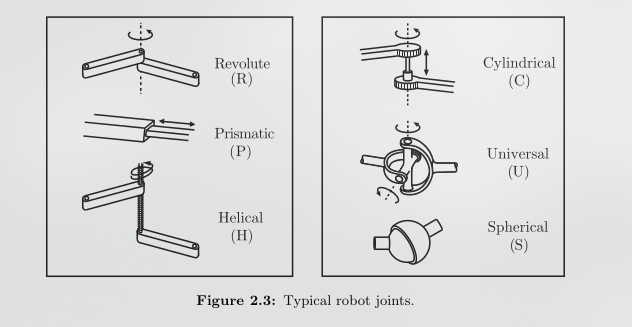 Revolute
(R)
Prismatic
(P)
Helical
(H)
Cylindrical
(C)
Universal
(U)
Spherical
(S)
Figure 2.3: Typical robot joints.